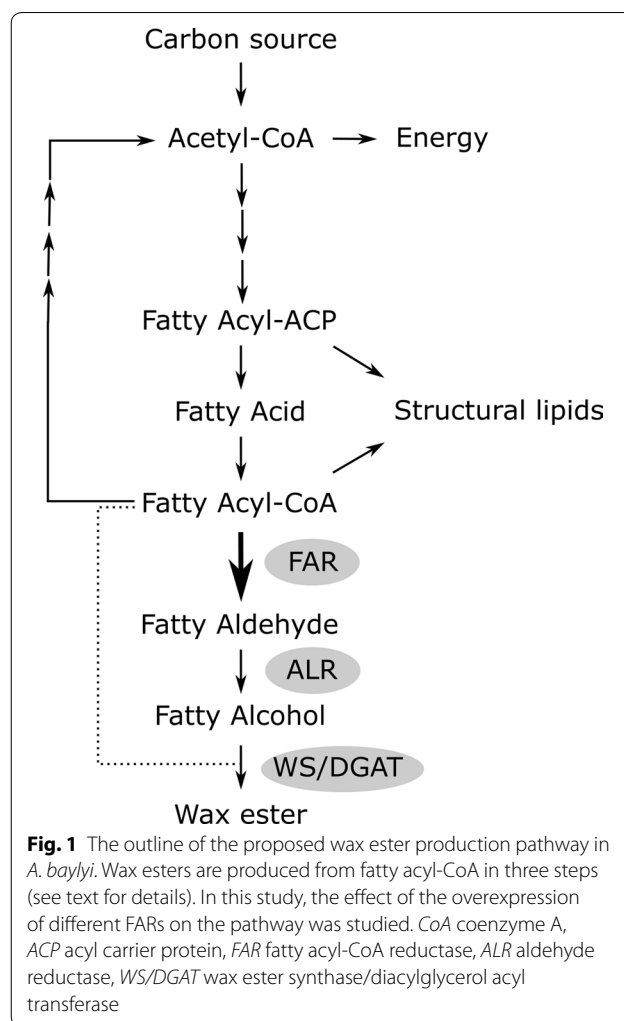 Carbon source
Acetyl-CoA
Energy
Fatty Acyl-ACP
Fatty Acid
Structural lipids
Fatty Acyl-CoA
FAR
Fatty Aldehyde
ALR
Fatty Alcohol
WS/DGAT
Wax ester
Fig. 1 The outline of the proposed wax ester production pathway in
A. baylyi. Wax esters are produced from fatty acyl-CoA in three steps
(see text for details). In this study, the effect of the overexpression
of different FARs on the pathway was studied. CoA coenzyme A,
ACP acyl carrier protein, FAR fatty acyl-CoA reductase, ALR aldehyde
reductase, WS/DGAT wax ester synthase/diacylglycerol acyl
transferase